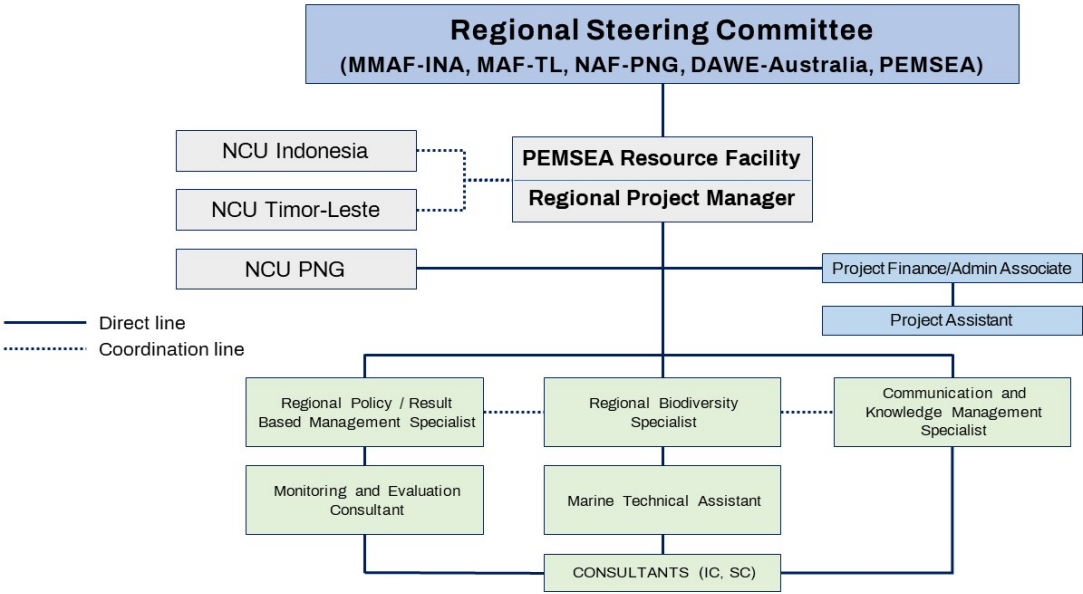 Regional Steering Committee
(MMAF-INA, MAF-TL, NAF-PNG, DAWE-Australia, PEMSEA)
NCU Indonesia
PEMSEA Resource Facility
Regional Project Manager
NCU Timor-Leste
NCU PNG
Project Finance/Admin Associate
Project Assistant
Direct line
Coordination line
Regional Policy / Result
Based Management Specialist
Regional Biodiversity
Specialist
Communication and
Knowledge Management
Specialist
Monitoring and Evaluation
Consultant
Marine Technical Assistant
CONSULTANTS (IC, SC)